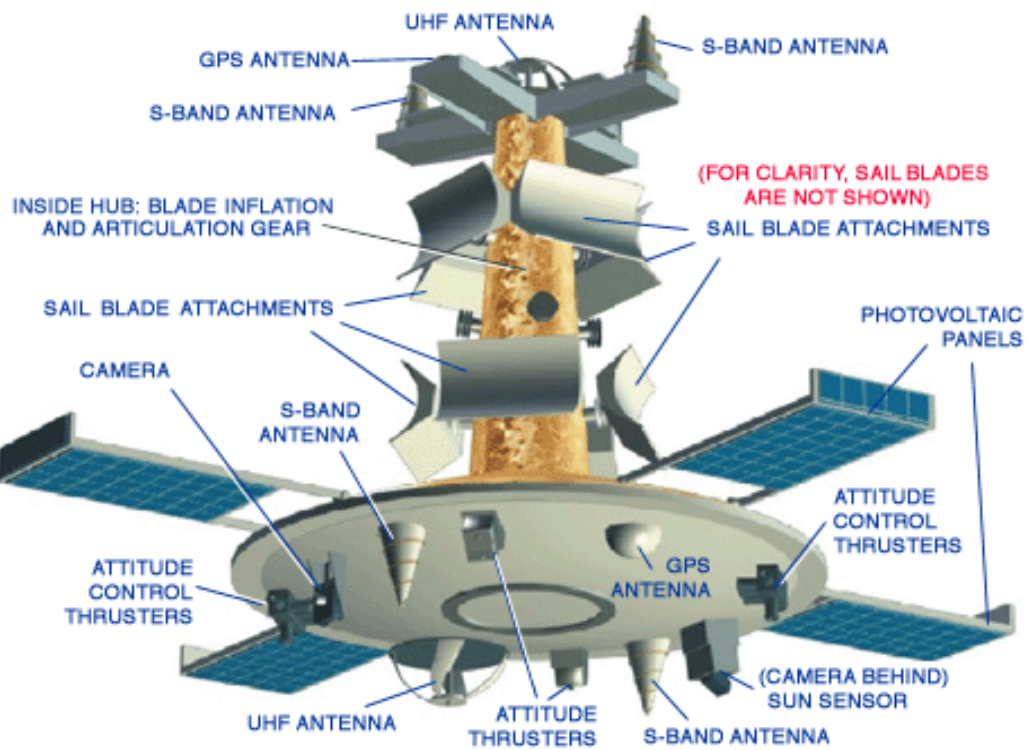 UHF ANTENNA
S-BAND ANTENNA
GPS ANTENNA
S-BAND ANTENNA
(FOR CLARITY, SAIL BLADES
ARE NOT SHOWN)
INSIDE HUB: BLADE INFLATION
AND ARTICULATION GEAR
SAIL BLADE ATTACHMENTS
SAIL BLADE ATTACHMENTS
PHOTOVOLTAIC
PANELS
CAMERA
S-BAND
ANTENNA
ATTITUDE
CONTROL
THRUSTERS
ATTITUDE
CONTROL
THRUSTERS
GPS
ANTENNA
(CAMERA BEHIND)
SUN SENSOR
UHF ANTENNA
ATTITUDE
THRUSTERS
S-BAND ANTENNA